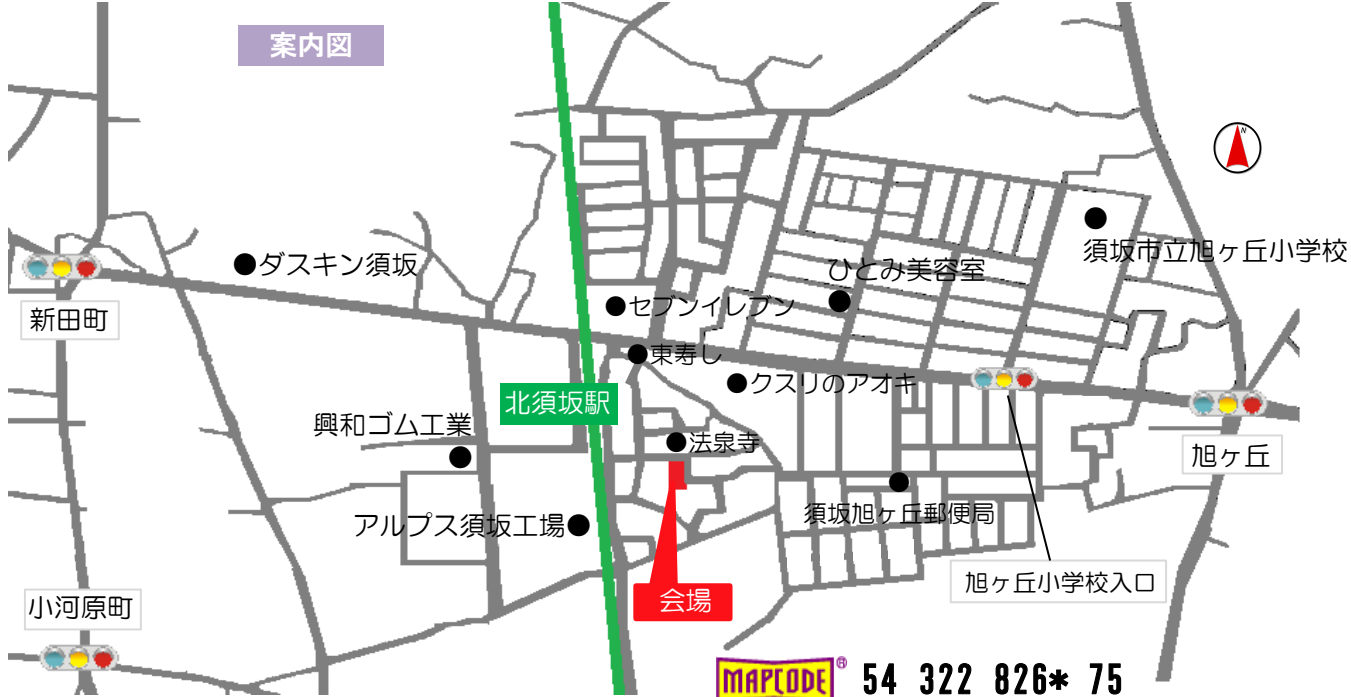 案内図
N
須坂市立旭ヶ丘小学校
ダスキン須坂
ひとみ美容室
新田町
セブンイレブン
東寿し
クスリのアオキ
北須坂駅
興和ゴム工業
法泉寺
旭ヶ丘
須坂旭ヶ丘郵便局
アルプス須坂工場
旭ヶ丘小学校入口
会場
小河原町
MAPCODE® 54 322 826* 75